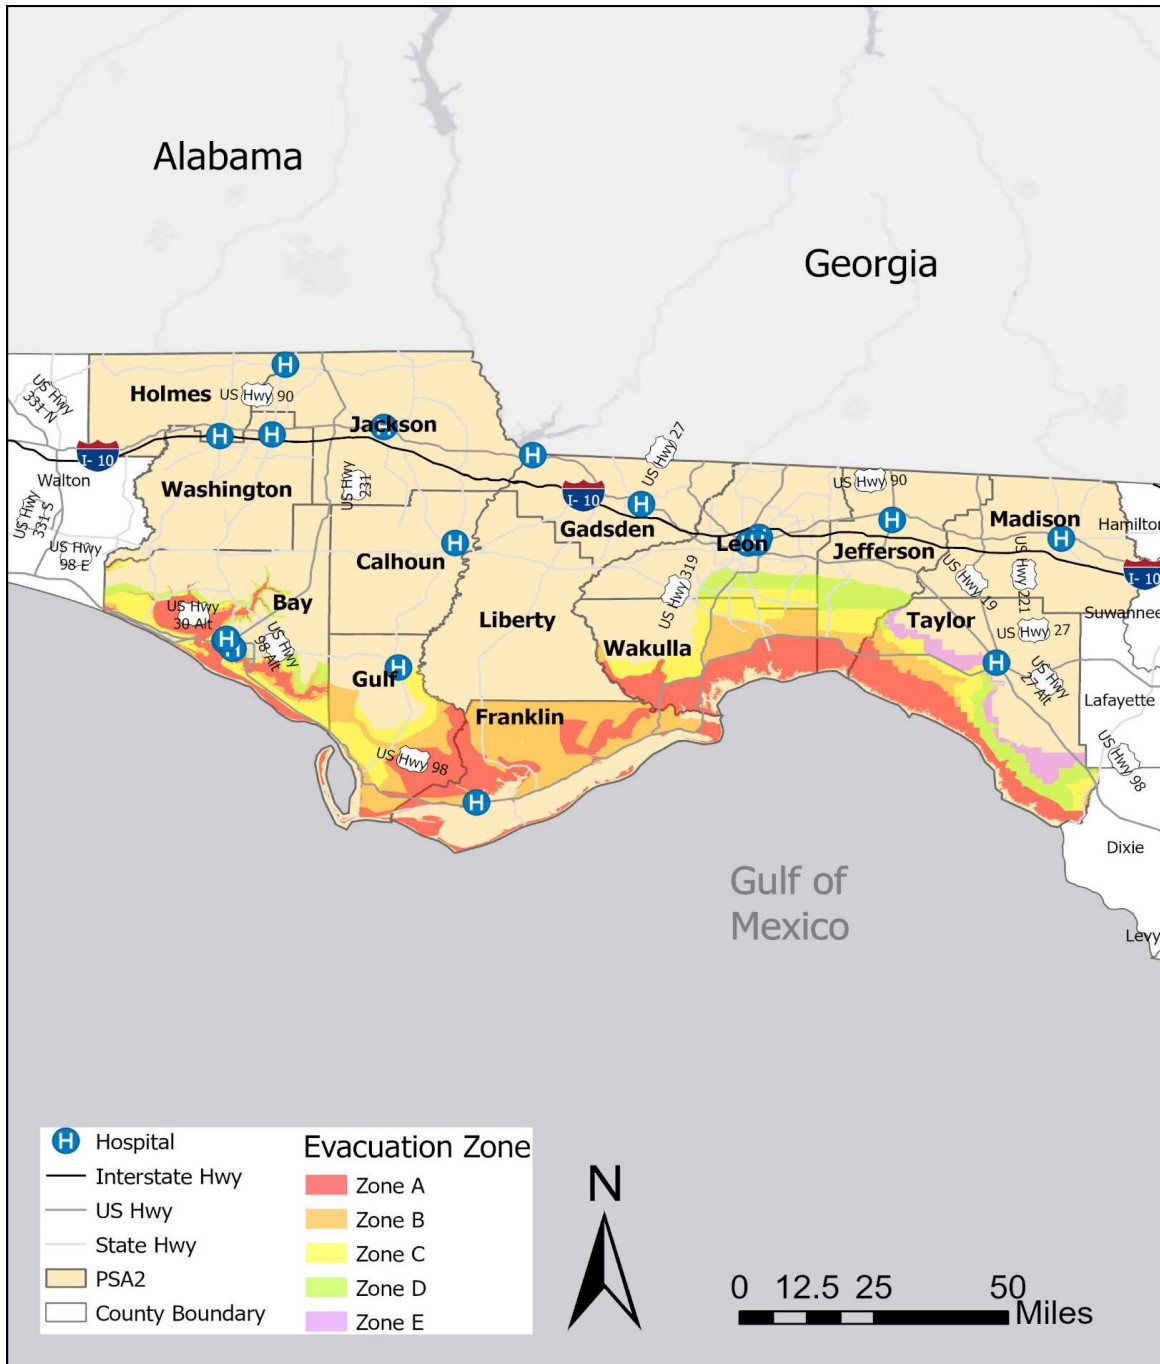 Alabama
Georgia
US Hwy
331 N
Holmes
US Hwy 90
H
Jackson
H
H
H
US Hwy 27
I- 10
Walton
Washington
US Hwy
231
H
I- 10
H
Gadsden
US Hwy 90
H
Madison
H
Hamilton
US Hwy
331 S
US Hwy
98 E
Calhoun
H
Leon
H
Jefferson
I- 10
US Hwy
30 Alt
Bay
US Hwy
98 Alt
H
Liberty
US Hwy 319
Wakulla
US Hwy 19
US Hwy 221
Taylor
US Hwy 27
Suwannee
Gulf
H
H
US Hwy
27 Alt
Lafayette
Franklin
US Hwy 98
H
US Hwy 98
Dixie
Gulf of
Mexico
Levy
H Hospital
Interstate Hwy
US Hwy
State Hwy
PSA2
County Boundary
Evacuation Zone
Zone A
Zone B
Zone C
Zone D
Zone E
N
0 12.5 25 50
Miles